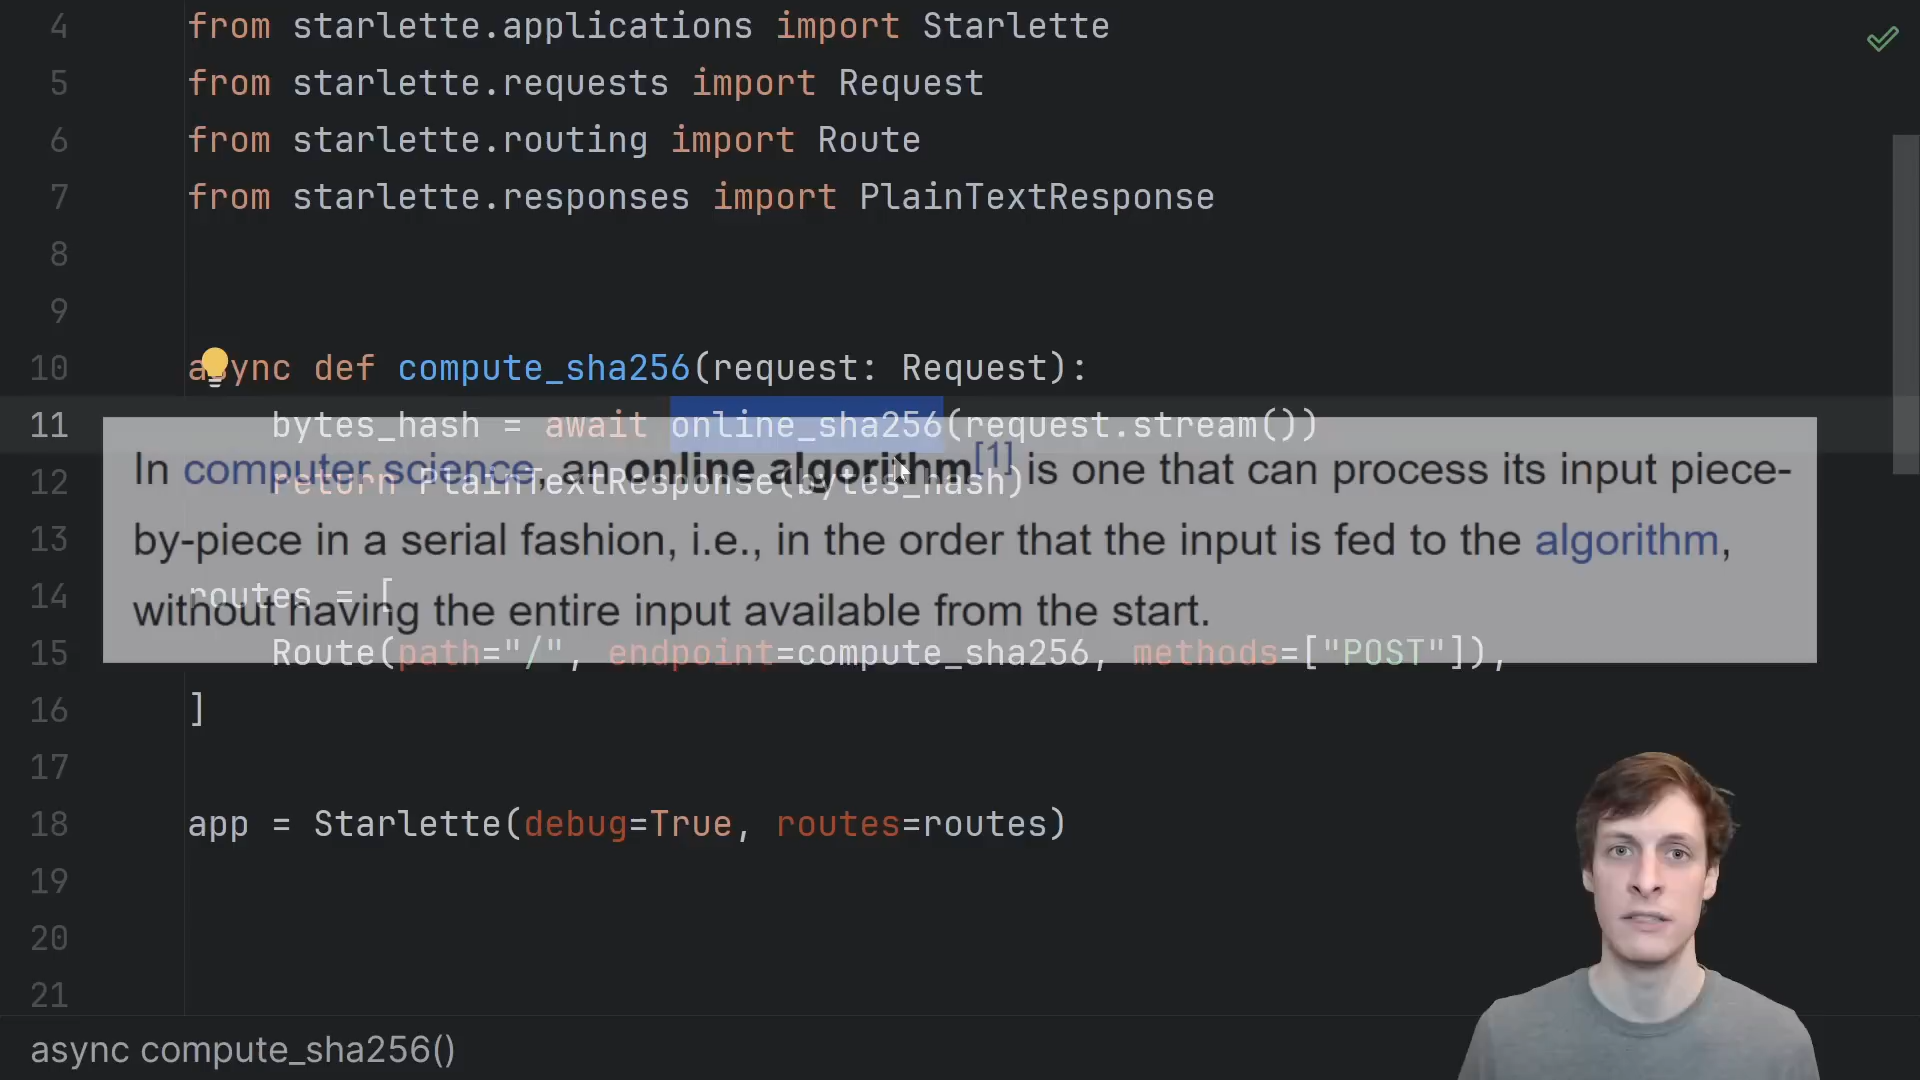 4 from starlette.applications import Starlette
5 from starlette.requests import Request
6 from starlette.routing import Route
7 from starlette.responses import PlainTextResponse
8
9
10 async def compute_sha256(request: Request):
11 bytes_hash = await online_sha256(request.stream())
In computer science, an online algorithm[1] is one that can process its input piece-
12 return PlainTextResponse(bytes_hash)
13 by-piece in a serial fashion, i.e., in the order that the input is fed to the algorithm,
14 routes = [
without having the entire input available from the start.
15 Route(path="/", endpoint=compute_sha256, methods=["POST"]),
16 ]
17
18 app = Starlette(debug=True, routes=routes)
19
20
21
async compute_sha256()